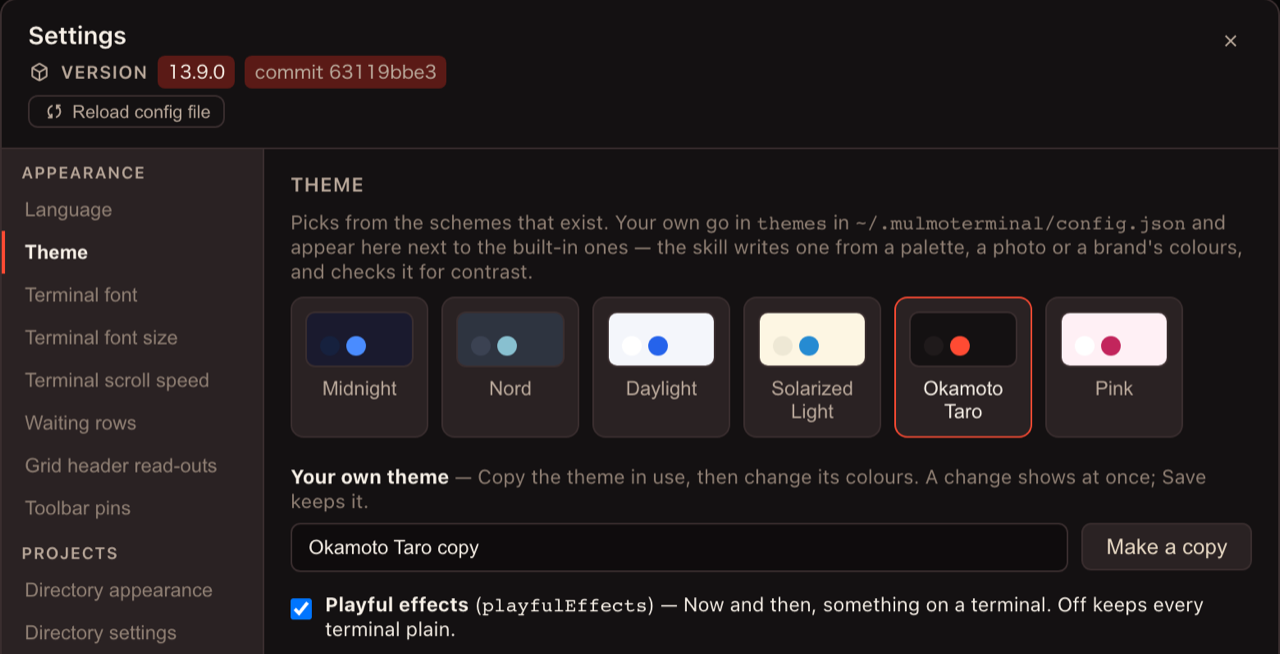 Settings
VERSION 13.9.0 commit 63119bbe3
Reload config file
APPEARANCE
Language
Theme
Terminal font
Terminal font size
Terminal scroll speed
Waiting rows
Grid header read-outs
Toolbar pins
PROJECTS
Directory appearance
Directory settings
THEME
Picks from the schemes that exist. Your own go in themes in ~/.mulmoterminal/config.json and
appear here next to the built-in ones — the skill writes one from a palette, a photo or a brand's colours,
and checks it for contrast.
Midnight
Nord
Daylight
Solarized
Light
Okamoto
Taro
Pink
Your own theme — Copy the theme in use, then change its colours. A change shows at once; Save
keeps it.
Okamoto Taro copy
Make a copy
Playful effects (playfulEffects) — Now and then, something on a terminal. Off keeps every
terminal plain.